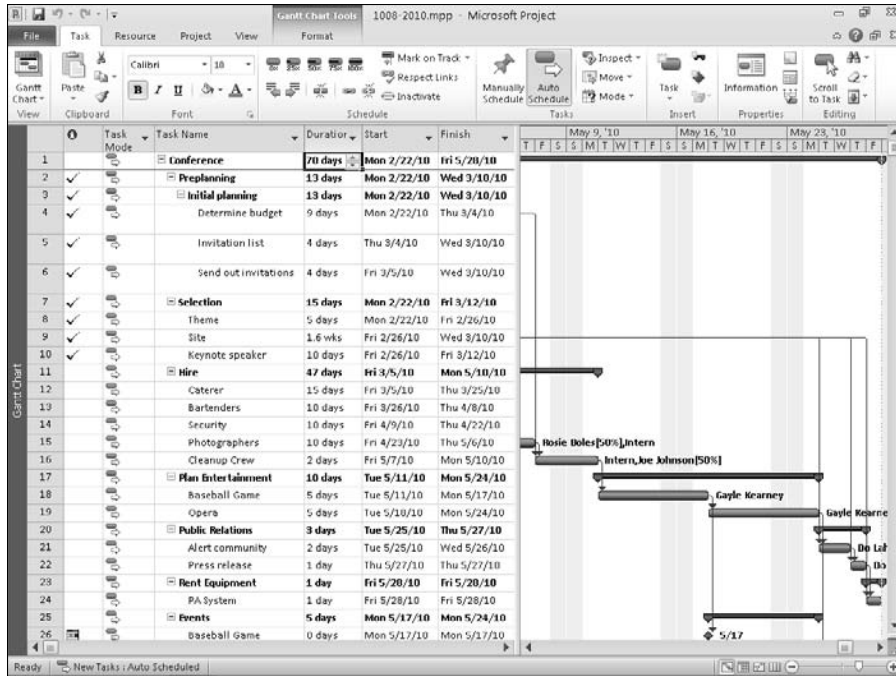 Gantt Chart Tools 1008-2010.mpp - Microsoft Project
File Task Resource Project View Format
Gantt Chart
View
Paste
Clipboard
Calibri 10
B I U A
Font
0% 25% 50% 75% 100%
Mark on Track
Respect Links
Inactivate
Schedule
Manually Schedule
Auto Schedule
Inspect
Move
Mode
Tasks
Task
Insert
Information
Properties
Scroll to Task
Editing
Task Mode Task Name Duration Start Finish May 9, '10 May 16, '10 May 23, '10
T F S S M T W T F S S M T W T F S S M T W T F
1 Conference 70 days Mon 2/22/10 Fri 5/28/10
2 Preplanning 13 days Mon 2/22/10 Wed 3/10/10
3 Initial planning 13 days Mon 2/22/10 Wed 3/10/10
4 Determine budget 9 days Mon 2/22/10 Thu 3/4/10
5 Invitation list 4 days Thu 3/4/10 Wed 3/10/10
6 Send out invitations 4 days Fri 3/5/10 Wed 3/10/10
7 Selection 15 days Mon 2/22/10 Fri 3/12/10
8 Theme 5 days Mon 2/22/10 Fri 2/26/10
9 Site 1.6 wks Fri 2/26/10 Wed 3/10/10
10 Keynote speaker 10 days Fri 2/26/10 Fri 3/12/10
11 Hire 47 days Fri 3/5/10 Mon 5/10/10
12 Caterer 15 days Fri 3/5/10 Thu 3/25/10
13 Bartenders 10 days Fri 3/26/10 Thu 4/8/10
14 Security 10 days Fri 4/9/10 Thu 4/22/10
15 Photographers 10 days Fri 4/23/10 Thu 5/6/10 Rosie Doles[50%],Intern
16 Cleanup Crew 2 days Fri 5/7/10 Mon 5/10/10 Intern,Joe Johnson[50%]
17 Plan Entertainment 10 days Tue 5/11/10 Mon 5/24/10
18 Baseball Game 5 days Tue 5/11/10 Mon 5/17/10 Gayle Kearney
19 Opera 5 days Tue 5/18/10 Mon 5/24/10 Gayle Kearne
20 Public Relations 3 days Tue 5/25/10 Thu 5/27/10
21 Alert community 2 days Tue 5/25/10 Wed 5/26/10 Do Lah
22 Press release 1 day Thu 5/27/10 Thu 5/27/10 Do
23 Rent Equipment 1 day Fri 5/28/10 Fri 5/28/10
24 PA System 1 day Fri 5/28/10 Fri 5/28/10
25 Events 5 days Mon 5/17/10 Mon 5/24/10
26 Baseball Game 0 days Mon 5/17/10 Mon 5/17/10 5/17
Gantt Chart
Ready New Tasks : Auto Scheduled